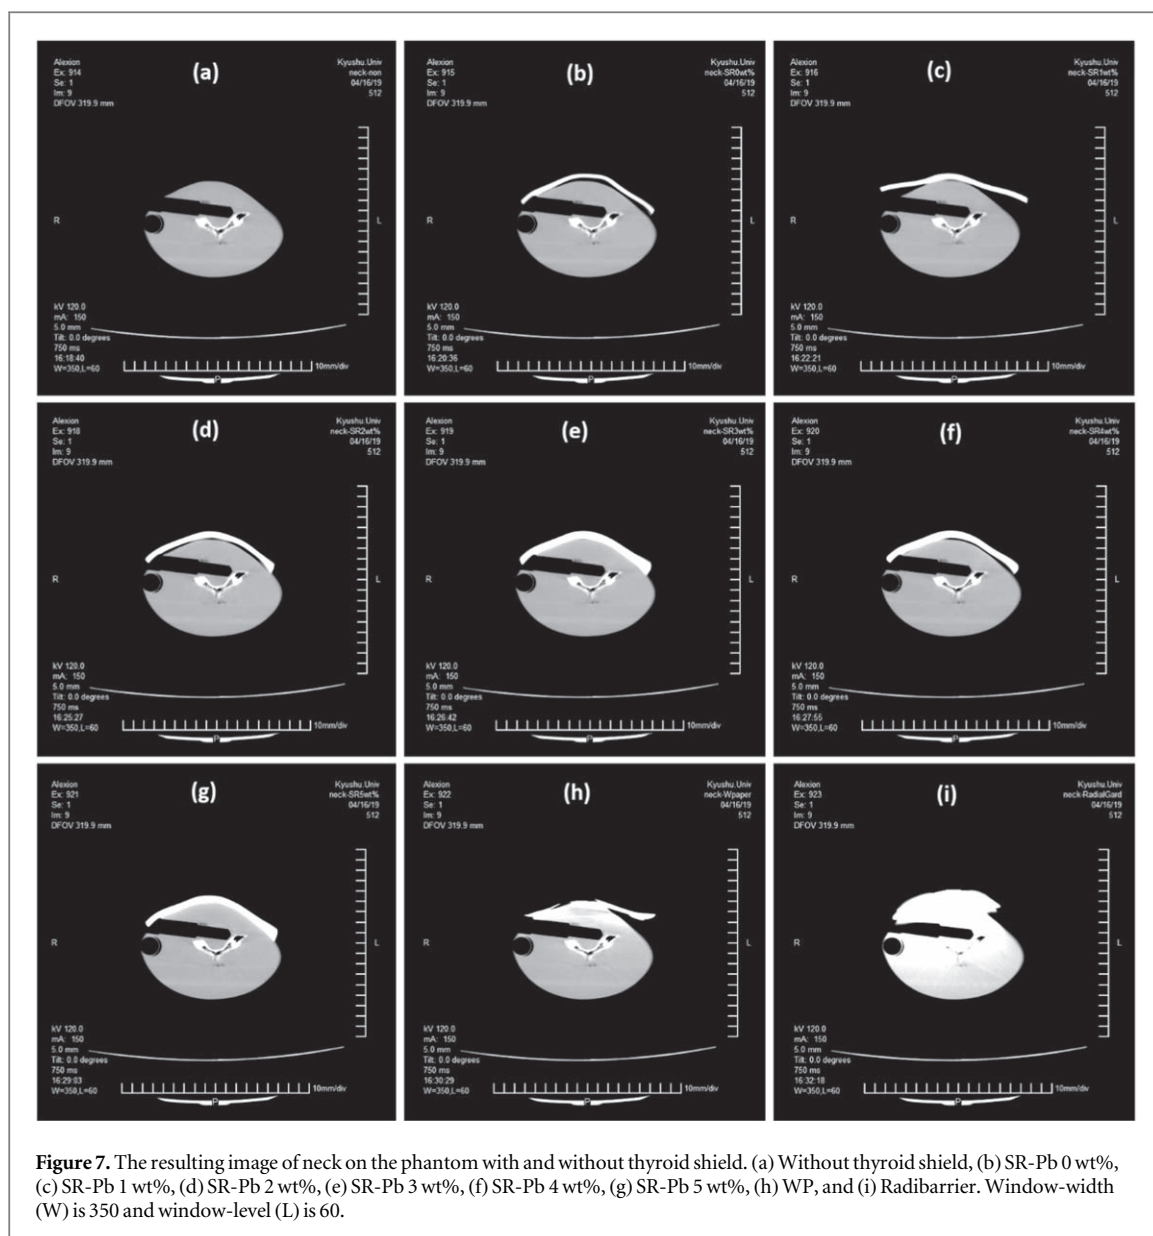 Alexion
Ex: 914
Se: 1
Im: 9
DFOV 319.9 mm
(a)
Kyushu.Univ
neck-non
04/16/19
512
R
L
kV 120.0
mA: 150
5.0 mm
Tilt: 0.0 degrees
750 ms
16:18:40
W=350,L=60
10mm/div
P
Alexion
Ex: 915
Se: 1
Im: 9
DFOV 319.9 mm
(b)
Kyushu.Univ
neck-SR0wt%
04/16/19
512
R
L
kV 120.0
mA: 150
5.0 mm
Tilt: 0.0 degrees
750 ms
16:20:36
W=350,L=60
10mm/div
P
Alexion
Ex: 916
Se: 1
Im: 9
DFOV 319.9 mm
(c)
Kyushu.Univ
neck-SR1wt%
04/16/19
512
R
L
kV 120.0
mA: 150
5.0 mm
Tilt: 0.0 degrees
750 ms
16:22:21
W=350,L=60
10mm/div
P
Alexion
Ex: 918
Se: 1
Im: 9
DFOV 319.9 mm
(d)
Kyushu.Univ
neck-SR2wt%
04/16/19
512
R
L
kV 120.0
mA: 150
5.0 mm
Tilt: 0.0 degrees
750 ms
16:25:27
W=350,L=60
10mm/div
P
Alexion
Ex: 919
Se: 1
Im: 9
DFOV 319.9 mm
(e)
Kyushu.Univ
neck-SR3wt%
04/16/19
512
R
L
kV 120.0
mA: 150
5.0 mm
Tilt: 0.0 degrees
750 ms
16:26:42
W=350,L=60
10mm/div
P
Alexion
Ex: 920
Se: 1
Im: 9
DFOV 319.9 mm
(f)
Kyushu.Univ
neck-SR4wt%
04/16/19
512
R
L
kV 120.0
mA: 150
5.0 mm
Tilt: 0.0 degrees
750 ms
16:27:55
W=350,L=60
10mm/div
P
Alexion
Ex: 921
Se: 1
Im: 9
DFOV 319.9 mm
(g)
Kyushu.Univ
neck-SR5wt%
04/16/19
512
R
L
kV 120.0
mA: 150
5.0 mm
Tilt: 0.0 degrees
750 ms
16:29:03
W=350,L=60
10mm/div
P
Alexion
Ex: 922
Se: 1
Im: 9
DFOV 319.9 mm
(h)
Kyushu.Univ
neck-Wpaper
04/16/19
512
R
L
kV 120.0
mA: 150
5.0 mm
Tilt: 0.0 degrees
750 ms
16:30:29
W=350,L=60
10mm/div
P
Alexion
Ex: 923
Se: 1
Im: 9
DFOV 319.9 mm
(i)
Kyushu.Univ
neck-RadialGard
04/16/19
512
R
L
kV 120.0
mA: 150
5.0 mm
Tilt: 0.0 degrees
750 ms
16:32:18
W=350,L=60
10mm/div
P
Figure 7. The resulting image of neck on the phantom with and without thyroid shield. (a) Without thyroid shield, (b) SR-Pb 0 wt%,
(c) SR-Pb 1 wt%, (d) SR-Pb 2 wt%, (e) SR-Pb 3 wt%, (f) SR-Pb 4 wt%, (g) SR-Pb 5 wt%, (h) WP, and (i) Radibarrier. Window-width
(W) is 350 and window-level (L) is 60.